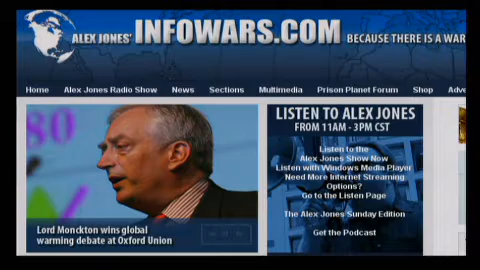 ALEX JONES'
INFOWARS.COM
BECAUSE THERE IS A WAR
Home
Alex Jones Radio Show
News
Sections
Multimedia
Prison Planet Forum
Shop
Adve
80
LISTEN TO ALEX JONES
FROM 11AM - 3PM CST
Listen to the
Alex Jones Show Now
Listen with Windows Media Player
Need More Internet Streaming
Options?
Go to the Listen Page
The Alex Jones Sunday Edition
Get the Podcast
Lord Monckton wins global
warming debate at Oxford Union